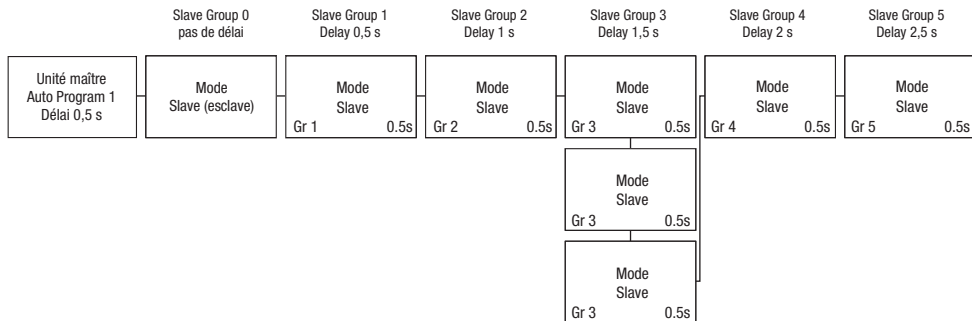 Slave Group 0
pas de délai
Slave Group 1
Delay 0,5 s
Slave Group 2
Delay 1 s
Slave Group 3
Delay 1,5 s
Slave Group 4
Delay 2 s
Slave Group 5
Delay 2,5 s
Unité maître
Auto Program 1
Délai 0,5 s
Mode
Slave (esclave)
Mode
Slave
Gr 1 0.5s
Mode
Slave
Gr 2 0.5s
Mode
Slave
Gr 3 0.5s
Mode
Slave
Gr 4 0.5s
Mode
Slave
Gr 5 0.5s
Mode
Slave
Gr 3 0.5s
Mode
Slave
Gr 3 0.5s